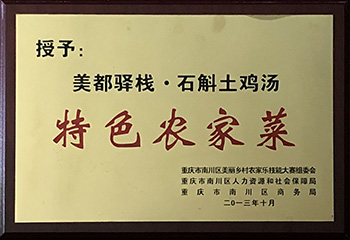 授予：
美都驿栈·石斛土鸡汤
特色农家菜
重庆市南川区美丽乡村农家乐技能大赛组委会
重庆市南川区人力资源和社会保障局
重庆市南川区商务局
二〇一三年十月